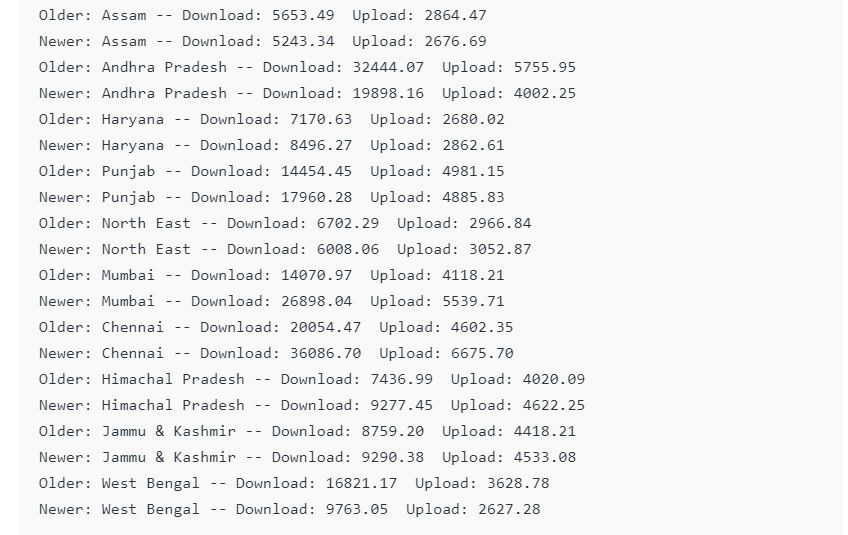 Older: Assam -- Download: 5653.49  Upload: 2864.47
Newer: Assam -- Download: 5243.34  Upload: 2676.69
Older: Andhra Pradesh -- Download: 32444.07  Upload: 5755.95
Newer: Andhra Pradesh -- Download: 19898.16  Upload: 4002.25
Older: Haryana -- Download: 7170.63  Upload: 2680.02
Newer: Haryana -- Download: 8496.27  Upload: 2862.61
Older: Punjab -- Download: 14454.45  Upload: 4981.15
Newer: Punjab -- Download: 17960.28  Upload: 4885.83
Older: North East -- Download: 6702.29  Upload: 2966.84
Newer: North East -- Download: 6008.06  Upload: 3052.87
Older: Mumbai -- Download: 14070.97  Upload: 4118.21
Newer: Mumbai -- Download: 26898.04  Upload: 5539.71
Older: Chennai -- Download: 20054.47  Upload: 4602.35
Newer: Chennai -- Download: 36086.70  Upload: 6675.70
Older: Himachal Pradesh -- Download: 7436.99  Upload: 4020.09
Newer: Himachal Pradesh -- Download: 9277.45  Upload: 4622.25
Older: Jammu & Kashmir -- Download: 8759.20  Upload: 4418.21
Newer: Jammu & Kashmir -- Download: 9290.38  Upload: 4533.08
Older: West Bengal -- Download: 16821.17  Upload: 3628.78
Newer: West Bengal -- Download: 9763.05  Upload: 2627.28